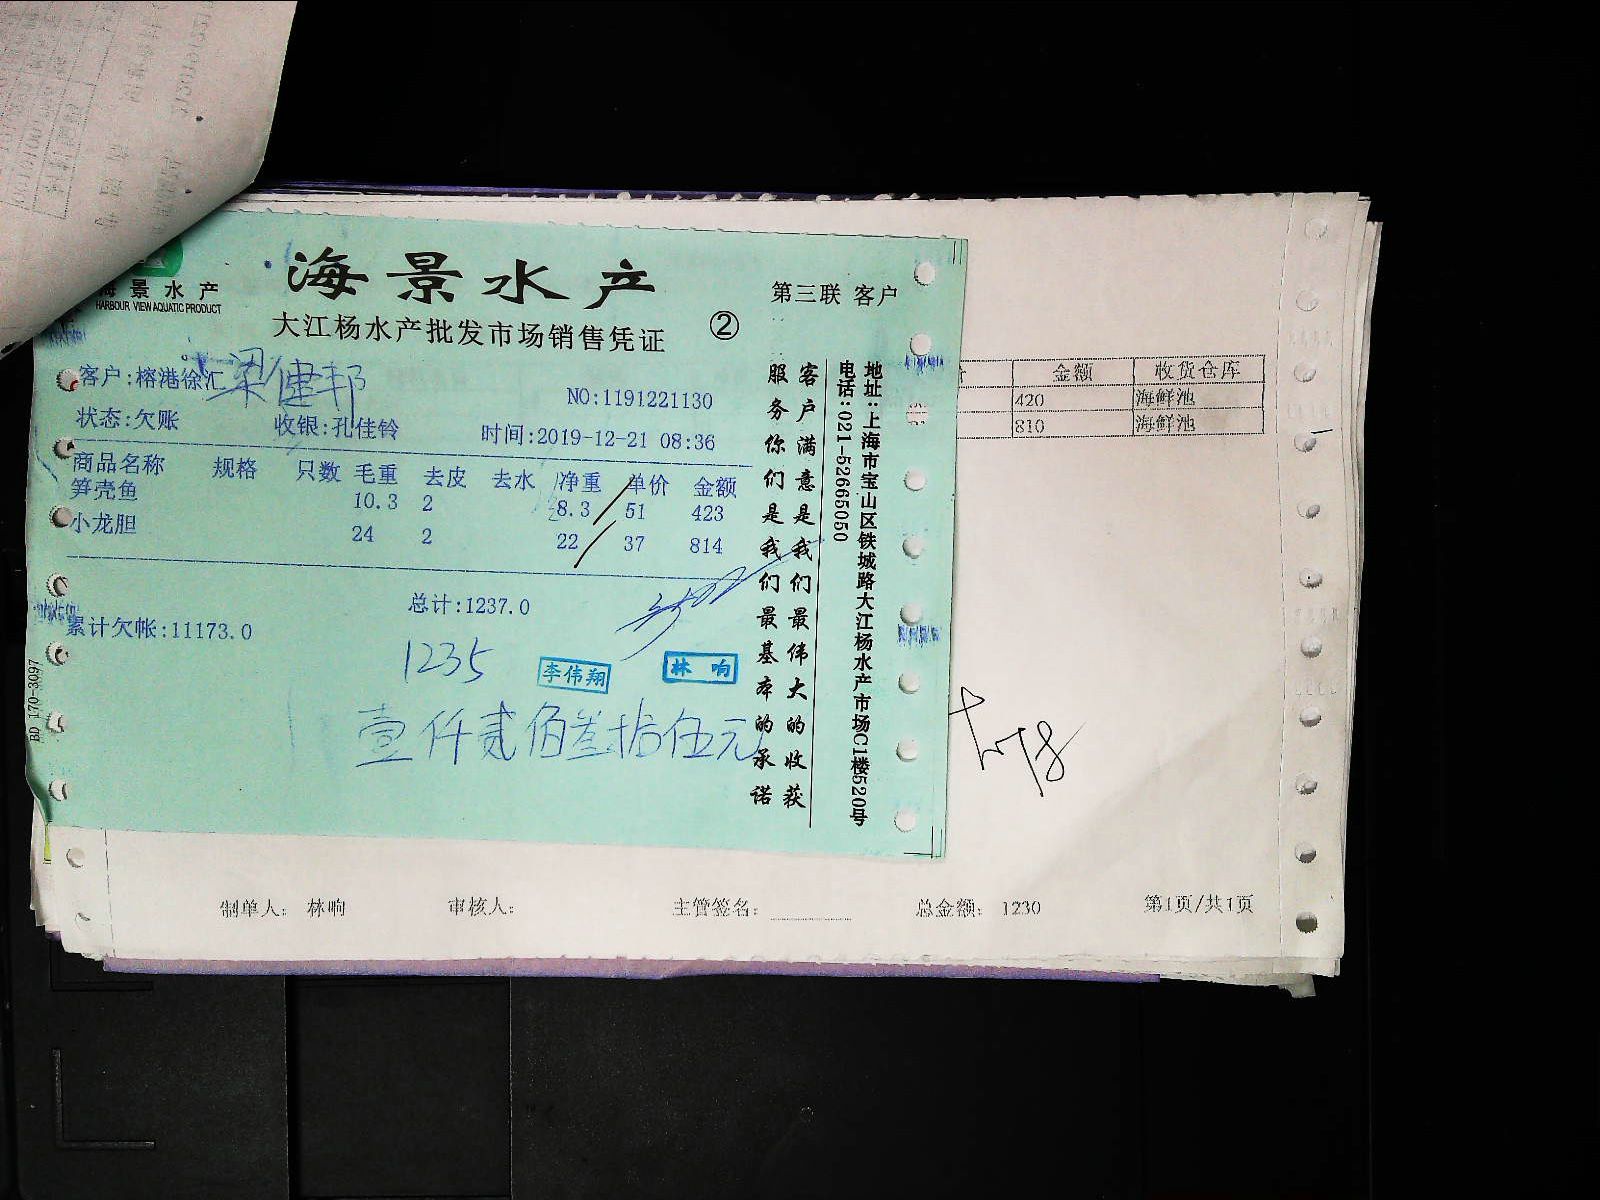 海景水产
HARBOUR VIEW AQUATIC PRODUCT
海景水产
大江杨水产批发市场销售凭证
②
第三联 客户
客户:榕港徐汇
梁健邦
NO:1191221130
状态:欠账 收银:孔佳铃 时间:2019-12-21 08:36
商品名称 规格 只数 毛重 去皮 去水 净重 单价 金额
笋壳鱼 10.3 2 8.3 51 423
小龙胆 24 2 22 37 814
总计:1237.0
累计欠帐:11173.0
1235
李伟翔
林响
壹仟贰佰叁拾伍元
客户满意是我们最伟大的收获
服务你们是我们最基本的承诺
地址:上海市宝山区铁城路大江杨水产市场C1楼520号
电话:021-52665050
BD 170-3097
金额 收货仓库
420 海鲜池
810 海鲜池
制单人: 林响 审核人: 主管签名: 总金额: 1230 第1页/共1页